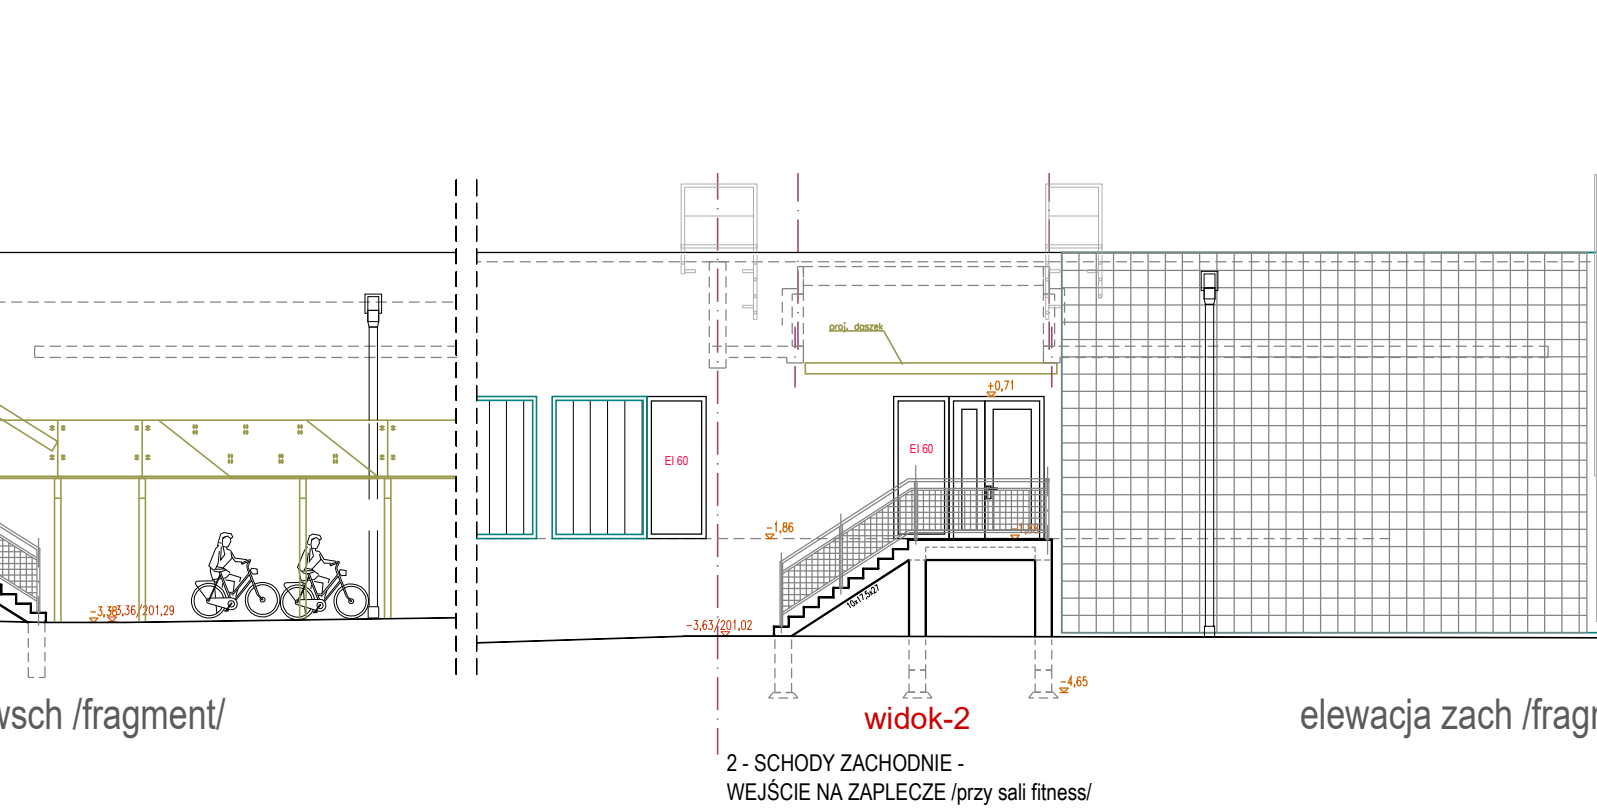 proj. daszek
+0,71
EI 60
EI 60
-1,86
10x17,5x27
-3,36/201,29
-3,63/201,02
-4,65
wsch /fragment/
widok-2
elewacja zach /fragm
2 - SCHODY ZACHODNIE -
WEJŚCIE NA ZAPLECZE /przy sali fitness/